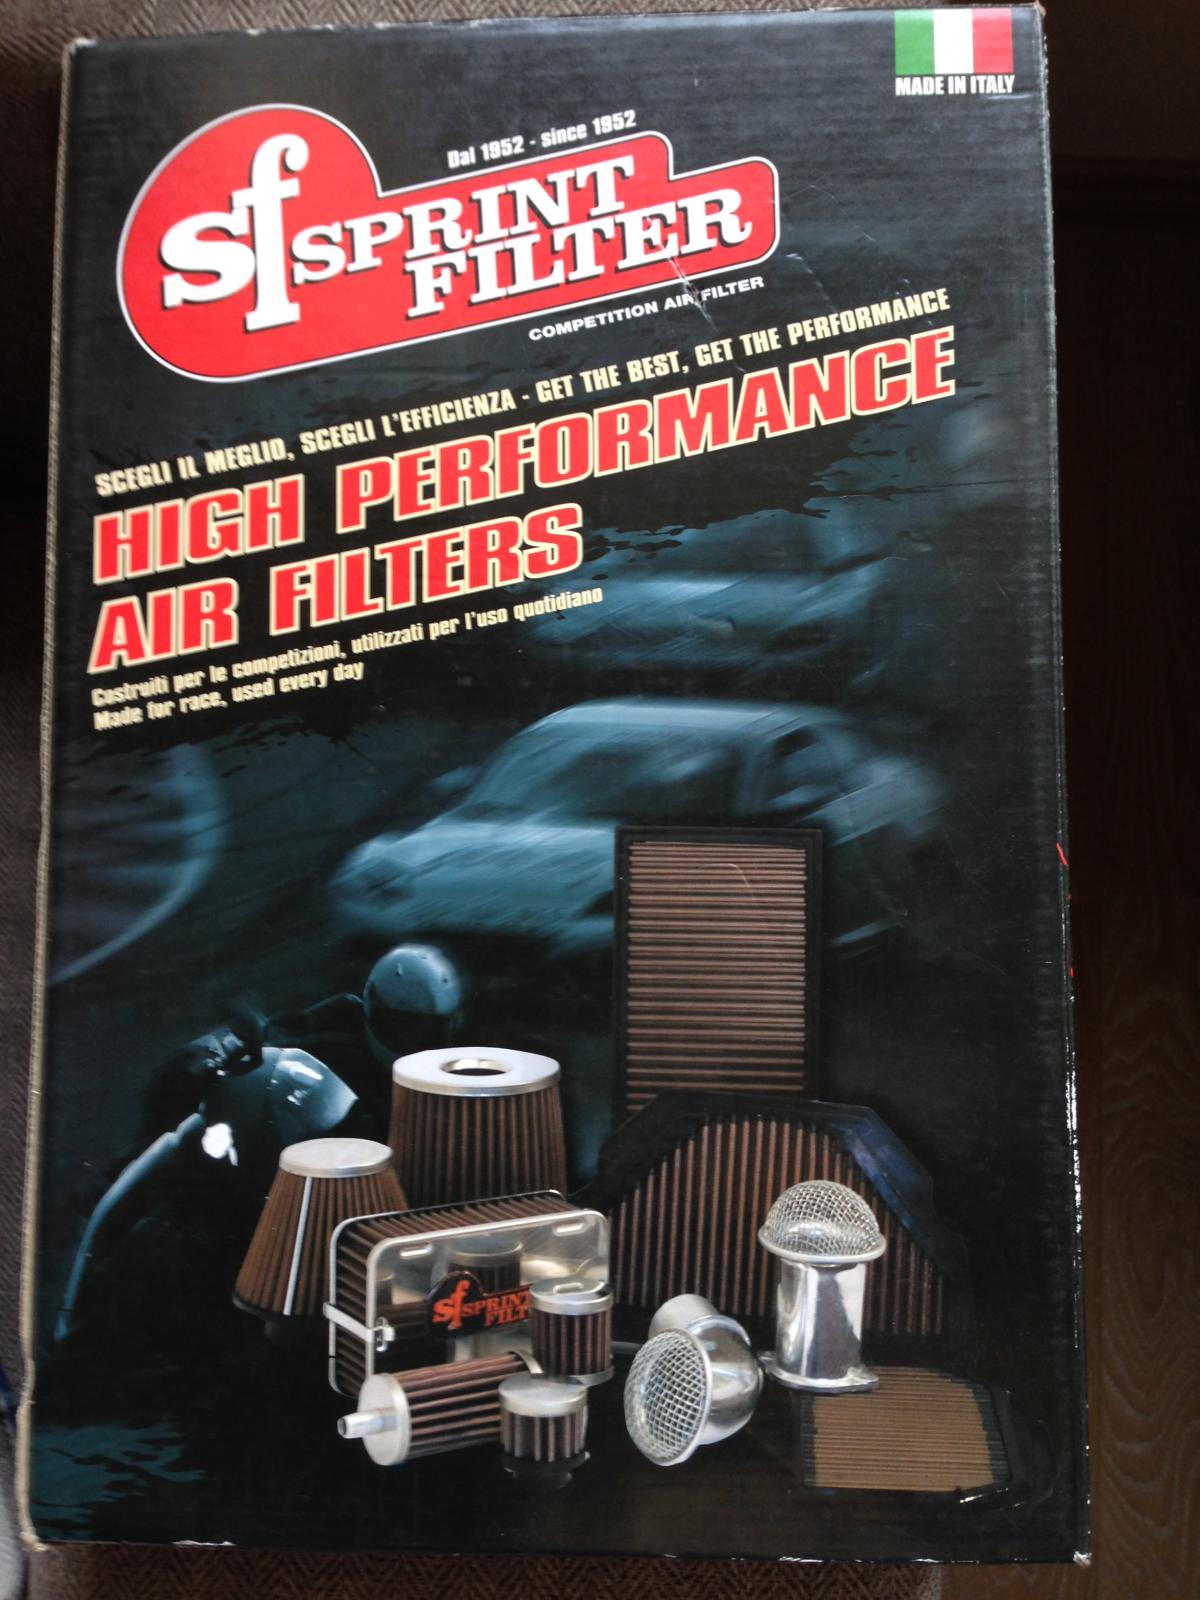 MADE IN ITALY
Dal 1952 - since 1952
sf SPRINT
FILTER
COMPETITION AIR FILTER
SCEGLI IL MEGLIO, SCEGLI L'EFFICIENZA - GET THE BEST, GET THE PERFORMANCE
HIGH PERFORMANCE
AIR FILTERS
Costruiti per le competizioni, utilizzati per l'uso quotidiano
Made for race, used every day
sf SPRINT
FILT